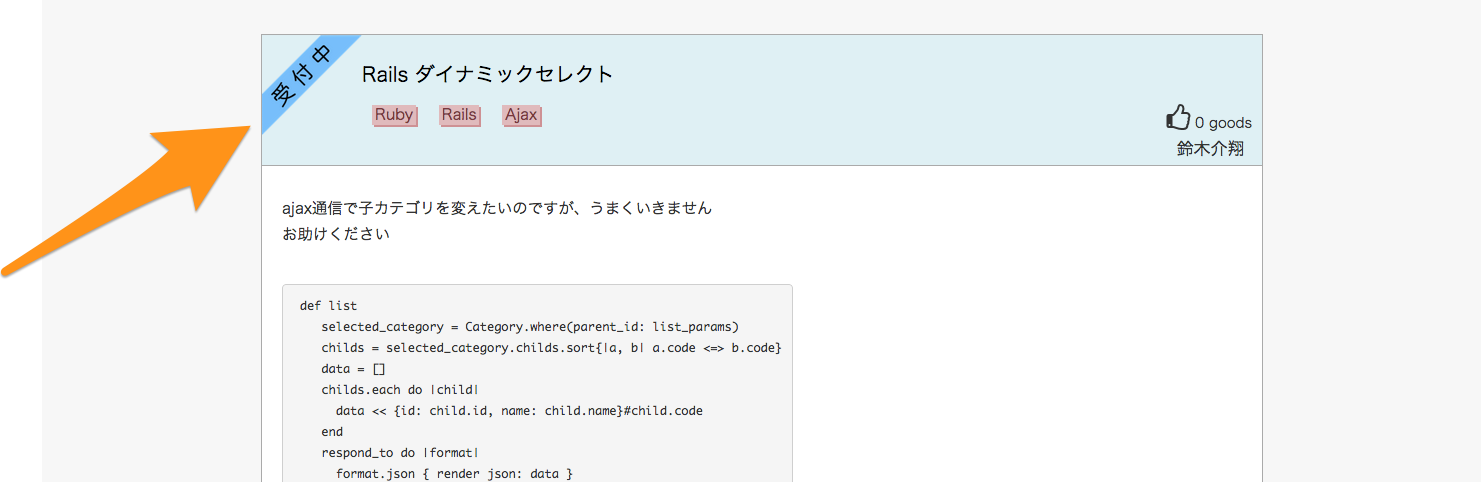 受付中
Rails ダイナミックセレクト
Ruby Rails Ajax
0 goods
鈴木介翔
ajax通信で子カテゴリを変えたいのですが、うまくいきません
お助けください
def list
selected_category = Category.where(parent_id: list_params)
childs = selected_category.childs.sort{|a, b| a.code <=> b.code}
data = []
childs.each do |child|
data << {id: child.id, name: child.name}#child.code
end
respond_to do |format|
format.json { render json: data }